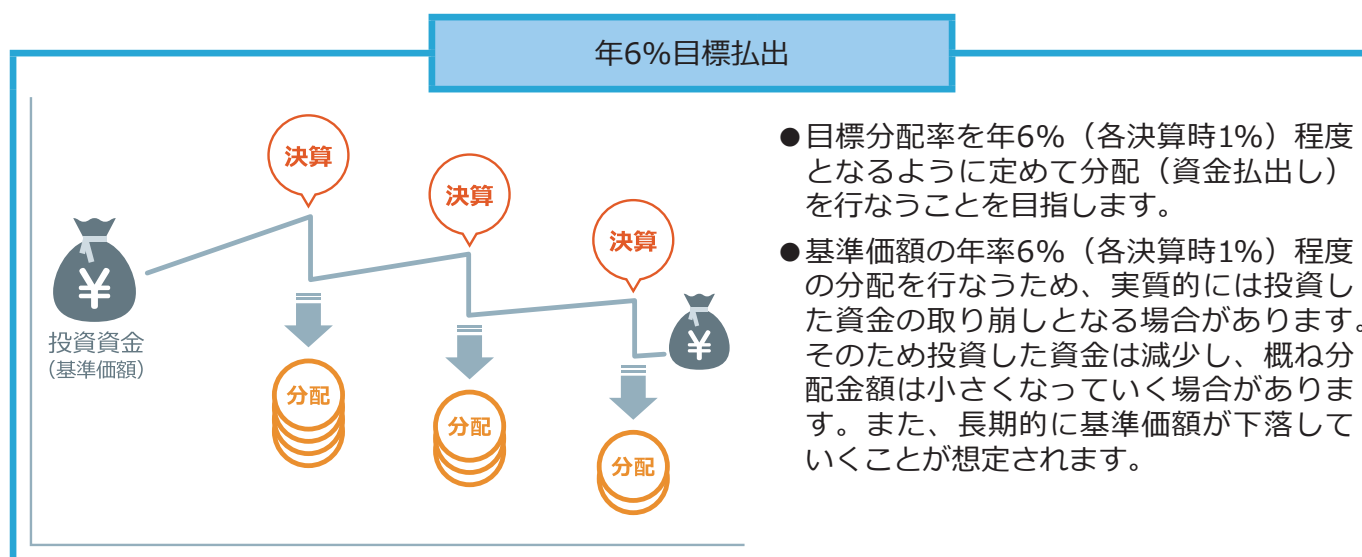 年6%目標払出
決算
決算
決算
¥
投資資金
(基準価額)
¥
分配
分配
分配
●目標分配率を年6%（各決算時1%）程度
となるように定めて分配（資金払出し）
を行なうことを目指します。
●基準価額の年率6%（各決算時1%）程度
の分配を行なうため、実質的には投資し
た資金の取り崩しとなる場合があります。
そのため投資した資金は減少し、概ね分
配金額は小さくなっていく場合がありま
す。また、長期的に基準価額が下落して
いくことが想定されます。